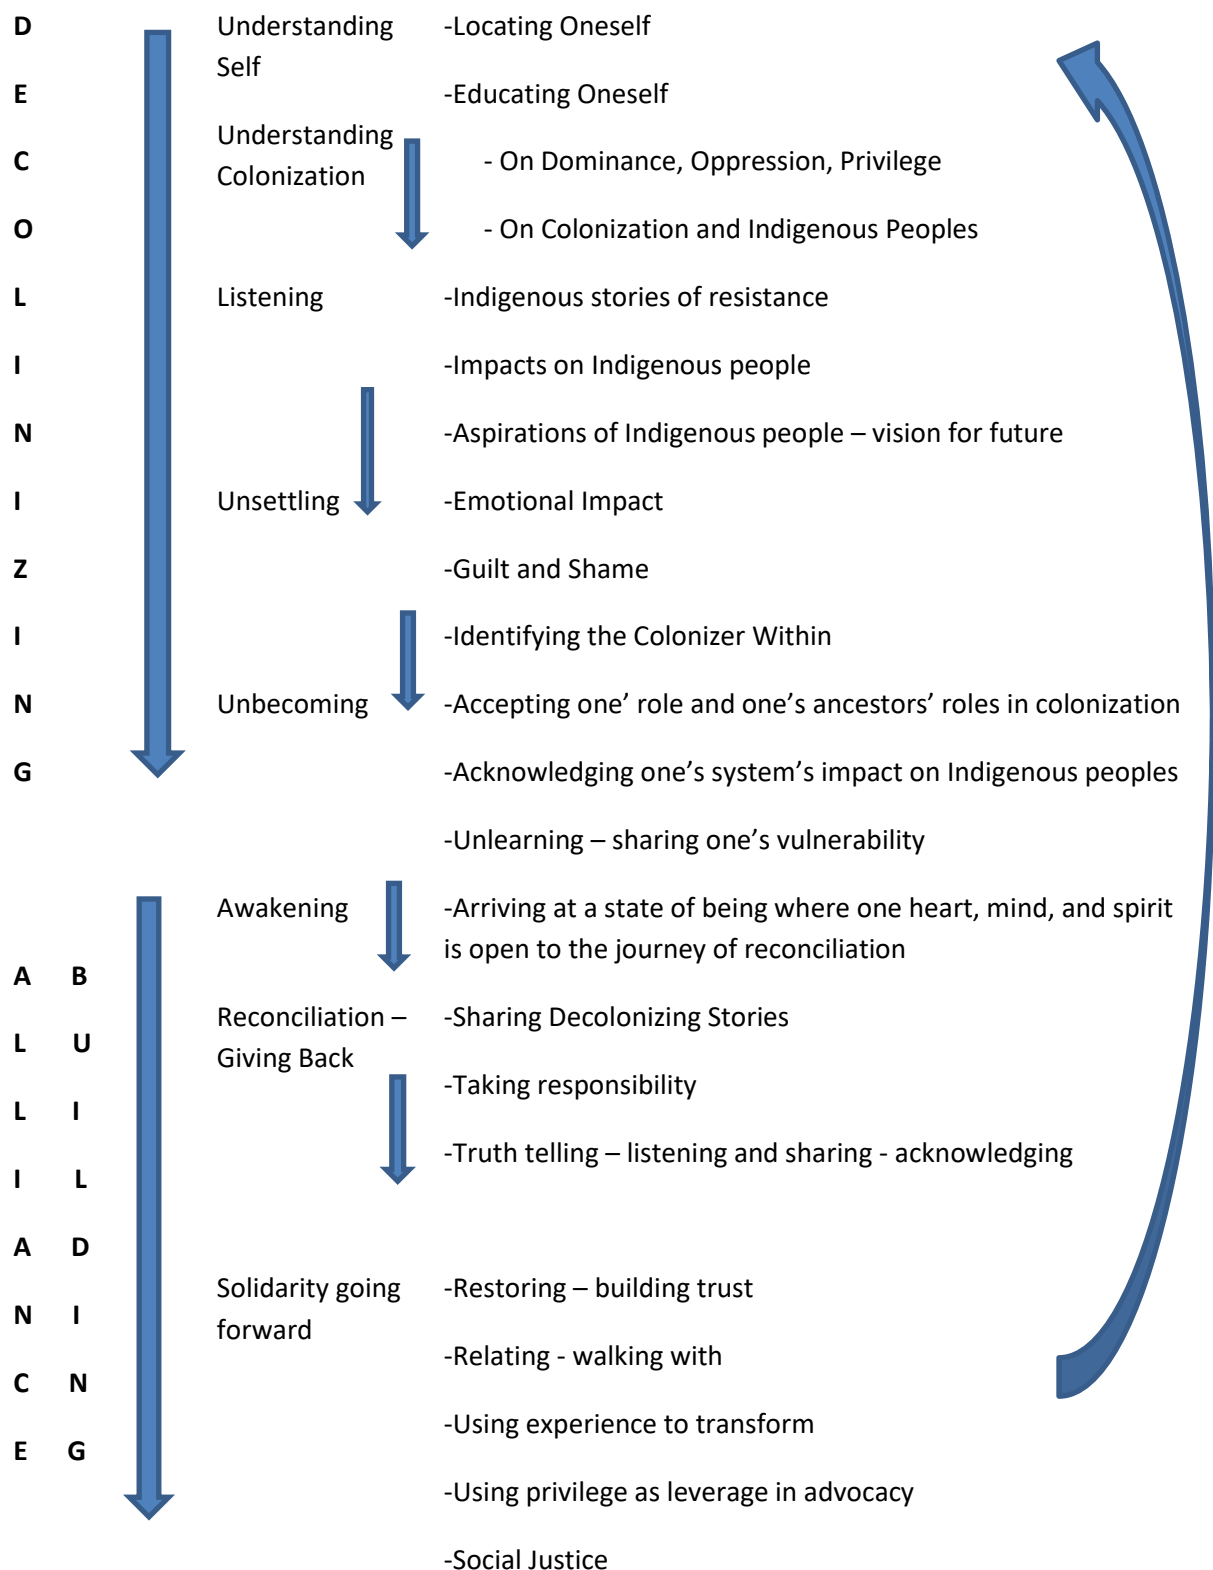 D Understanding -Locating Oneself
Self
E -Educating Oneself
Understanding
C - On Dominance, Oppression, Privilege
Colonization
O - On Colonization and Indigenous Peoples
L Listening -Indigenous stories of resistance
I -Impacts on Indigenous people
N -Aspirations of Indigenous people – vision for future
I Unsettling -Emotional Impact
Z -Guilt and Shame
I -Identifying the Colonizer Within
N Unbecoming -Accepting one’ role and one’s ancestors’ roles in colonization
G -Acknowledging one’s system’s impact on Indigenous peoples
-Unlearning – sharing one’s vulnerability
Awakening -Arriving at a state of being where one heart, mind, and spirit
is open to the journey of reconciliation
A B
Reconciliation – -Sharing Decolonizing Stories
L U
Giving Back
-Taking responsibility
L I
-Truth telling – listening and sharing - acknowledging
I L
A D
Solidarity going -Restoring – building trust
N I
forward
-Relating - walking with
C N
-Using experience to transform
E G
-Using privilege as leverage in advocacy
-Social Justice